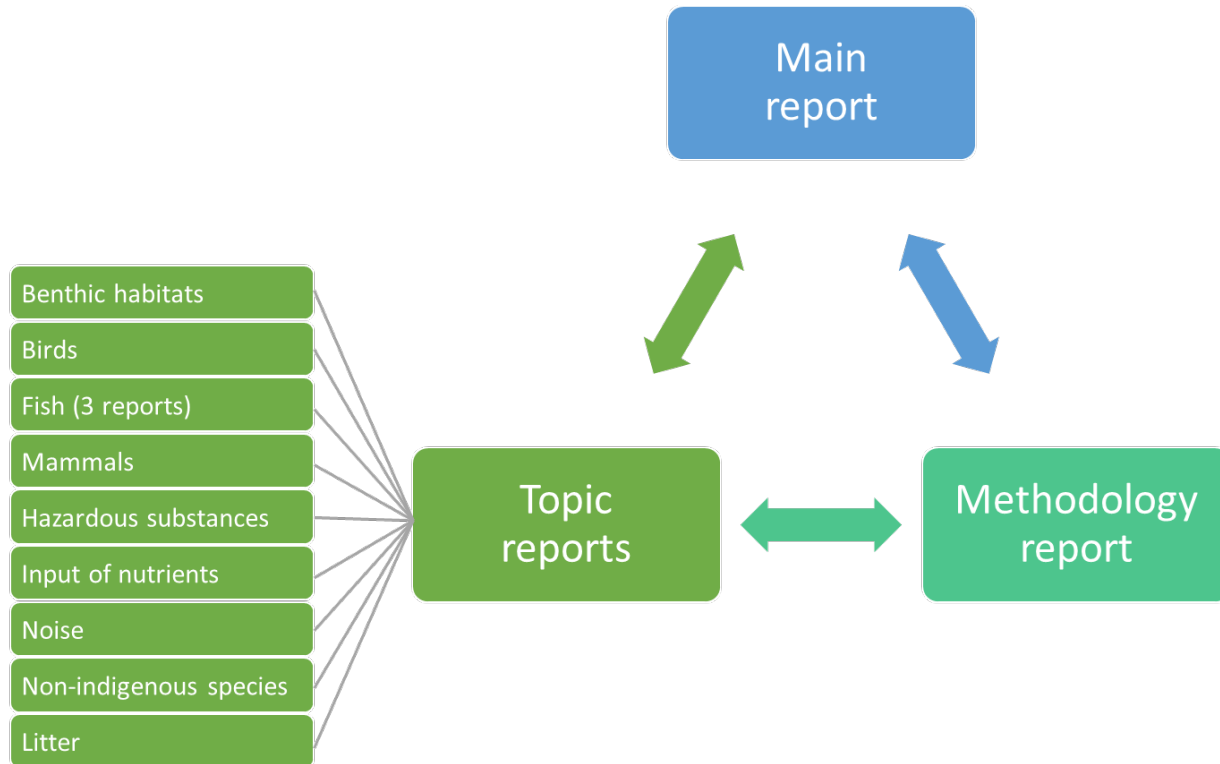 Main
report
Benthic habitats
Birds
Fish (3 reports)
Mammals
Hazardous substances
Input of nutrients
Noise
Non-indigenous species
Litter
Topic
reports
Methodology
report